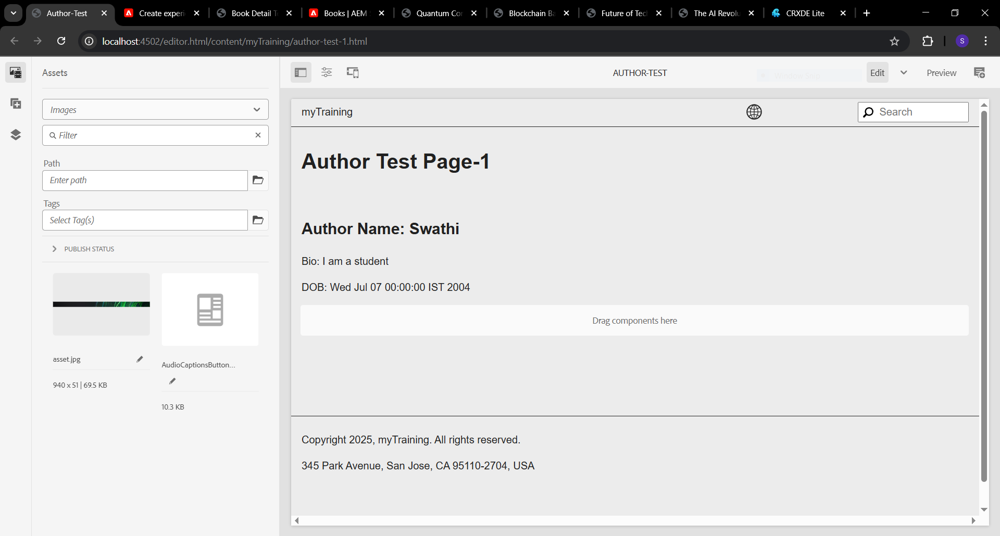 Author-Test
Create experi
Book Detail T
Books | AEM
Quantum Co
Blockchain Ba
Future of Tec
The AI Revolu
CRXDE Lite
localhost:4502/editor.html/content/myTraining/author-test-1.html
S
Assets
AUTHOR-TEST
Edit
Preview
Images
Filter
Path
Enter path
Tags
Select Tag(s)
PUBLISH STATUS
asset.jpg
940 x 51 | 69.5 KB
AudioCaptionsButton...
10.3 KB
myTraining
Search
Author Test Page-1
Author Name: Swathi
Bio: I am a student
DOB: Wed Jul 07 00:00:00 IST 2004
Drag components here
Copyright 2025, myTraining. All rights reserved.
345 Park Avenue, San Jose, CA 95110-2704, USA